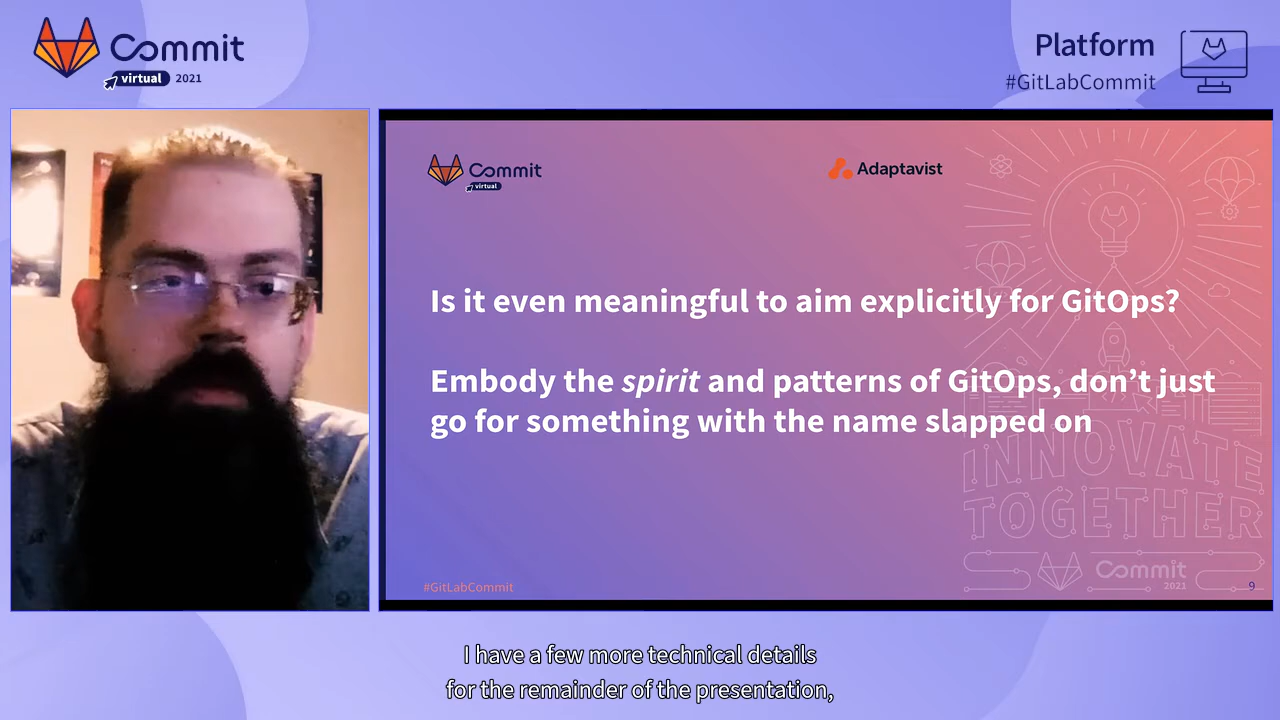 Commit
virtual 2021
Platform
#GitLabCommit
Commit
virtual
Adaptavist
Is it even meaningful to aim explicitly for GitOps?
Embody the spirit and patterns of GitOps, don’t just
go for something with the name slapped on
INNOVATE
TOGETHER
Commit
2021
#GitLabCommit
9
I have a few more technical details
for the remainder of the presentation,